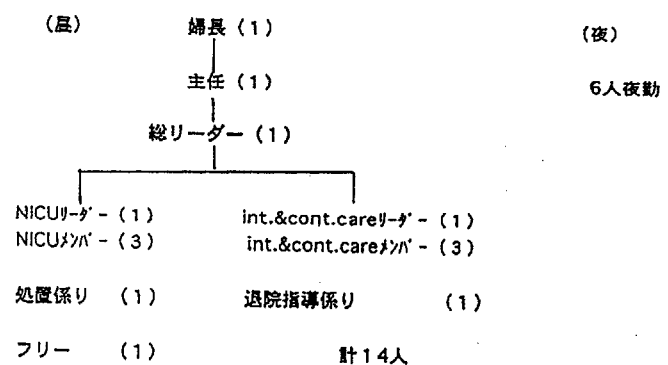 （昼） 婦長（1） （夜）
主任（1） 6人夜勤
総リーダー（1）
NICUﾘｰﾀﾞｰ（1） int.&cont.careﾘｰﾀﾞｰ（1）
NICUﾒﾝﾊﾞｰ（3） int.&cont.careﾒﾝﾊﾞｰ（3）
処置係り （1） 退院指導係り （1）
フリー （1） 計14人